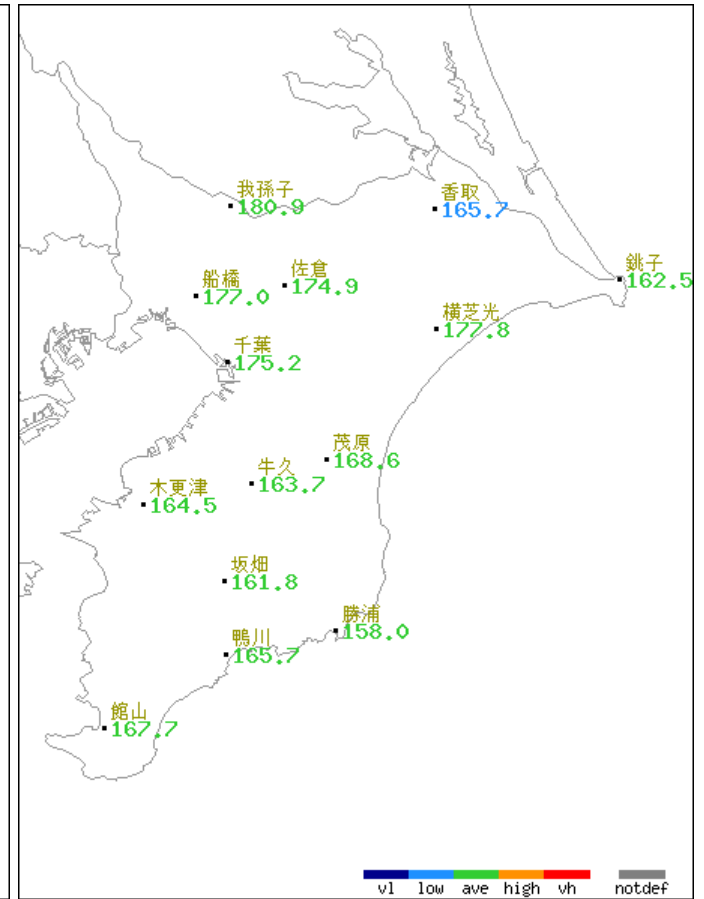 我孫子
180.9
香取
165.7
銚子
162.5
船橋
177.0
佐倉
174.9
横芝光
177.8
千葉
175.2
茂原
168.6
牛久
163.7
木更津
164.5
坂畑
161.8
勝浦
158.0
鴨川
165.7
館山
167.7
vl low ave high vh notdef